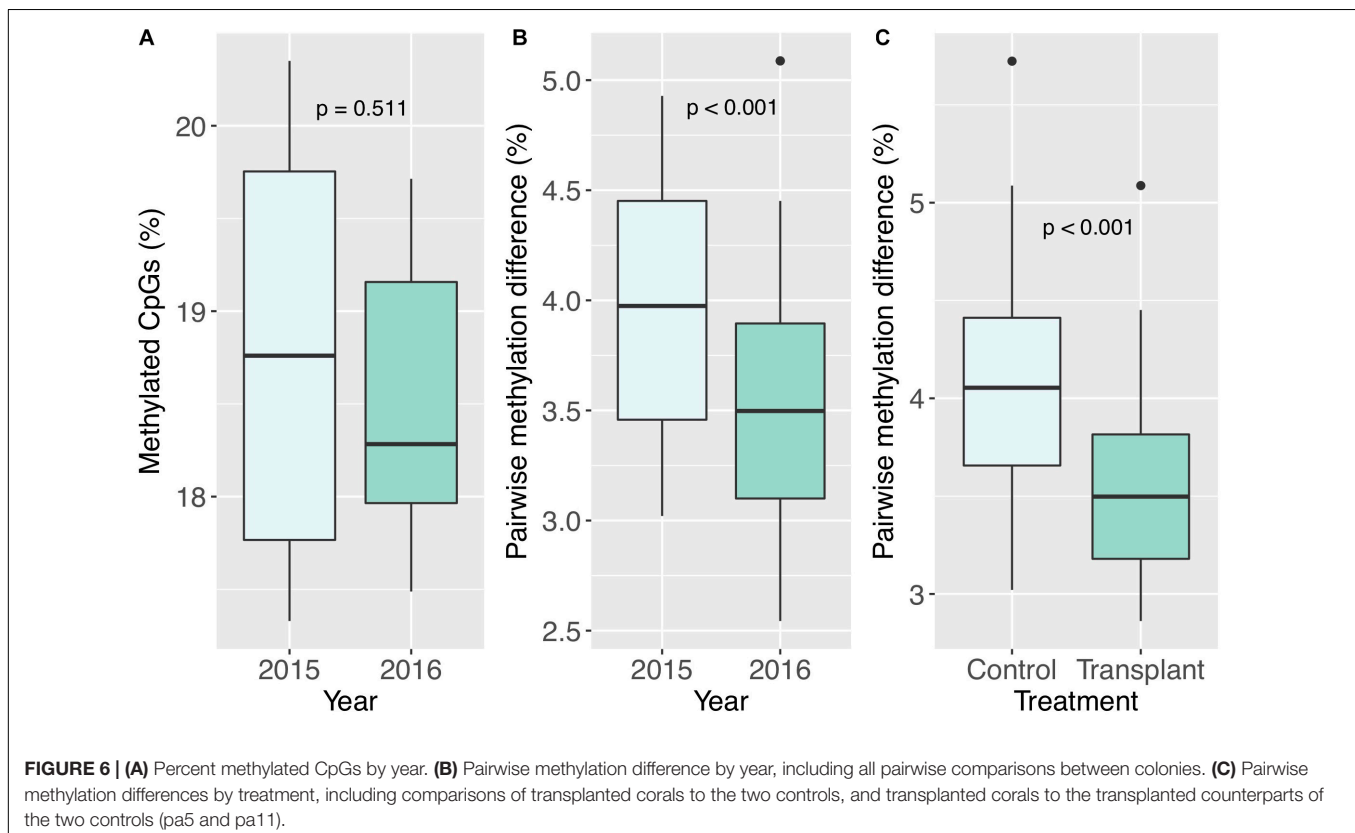 A
Methylated CpGs (%)
20
19
18
p = 0.511
2015 2016
Year
B
Pairwise methylation difference (%)
5.0
4.5
4.0
3.5
3.0
2.5
p < 0.001
2015 2016
Year
C
Pairwise methylation difference (%)
5
4
3
p < 0.001
Control Transplant
Treatment
FIGURE 6 | (A) Percent methylated CpGs by year. (B) Pairwise methylation difference by year, including all pairwise comparisons between colonies. (C) Pairwise
methylation differences by treatment, including comparisons of transplanted corals to the two controls, and transplanted corals to the transplanted counterparts of
the two controls (pa5 and pa11).